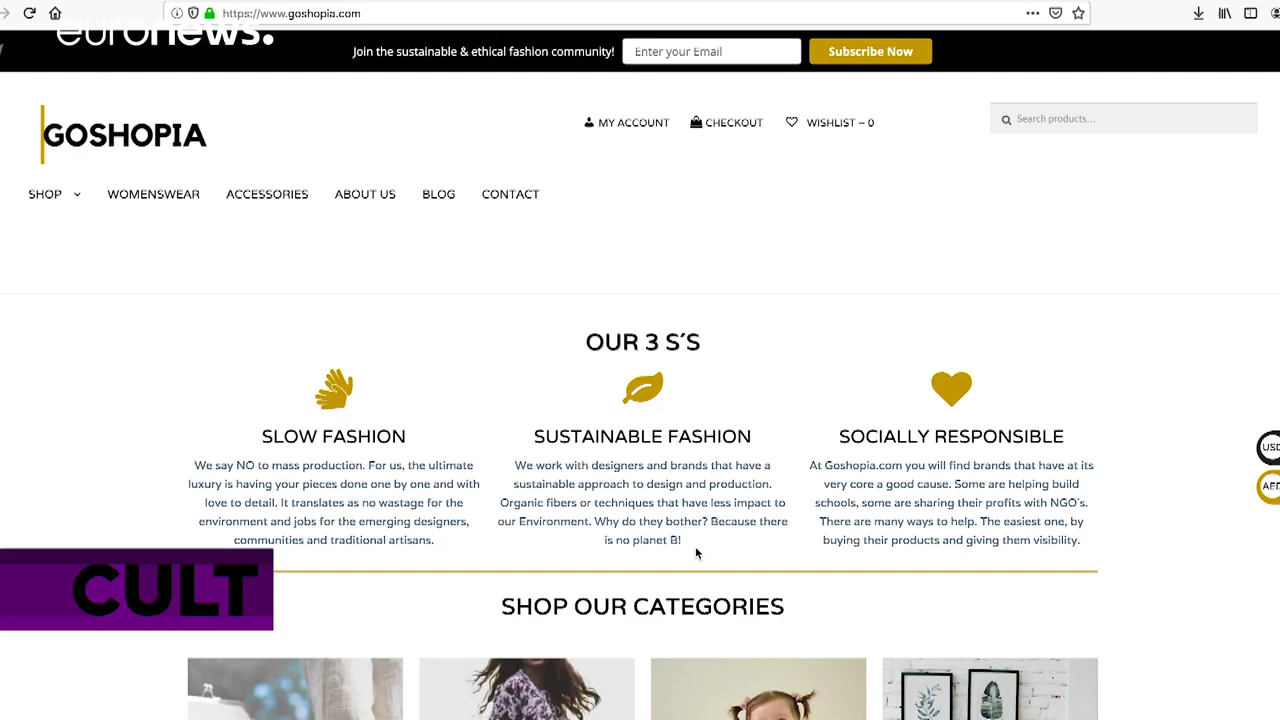 https://www.goshopia.com
euronews.
Join the sustainable & ethical fashion community!
Enter your Email
Subscribe Now
GOSHOPIA
MY ACCOUNT
CHECKOUT
WISHLIST – 0
Search products...
SHOP
WOMENSWEAR
ACCESSORIES
ABOUT US
BLOG
CONTACT
OUR 3 S´S
SLOW FASHION
We say NO to mass production. For us, the ultimate
luxury is having your pieces done one by one and with
love to detail. It translates as no wastage for the
environment and jobs for the emerging designers,
communities and traditional artisans.
SUSTAINABLE FASHION
We work with designers and brands that have a
sustainable approach to design and production.
Organic fibers or techniques that have less impact to
our Environment. Why do they bother? Because there
is no planet B!
SOCIALLY RESPONSIBLE
At Goshopia.com you will find brands that have at its
very core a good cause. Some are helping build
schools, some are sharing their profits with NGO's.
There are many ways to help. The easiest one, by
buying their products and giving them visibility.
USD
AED
CULT
SHOP OUR CATEGORIES